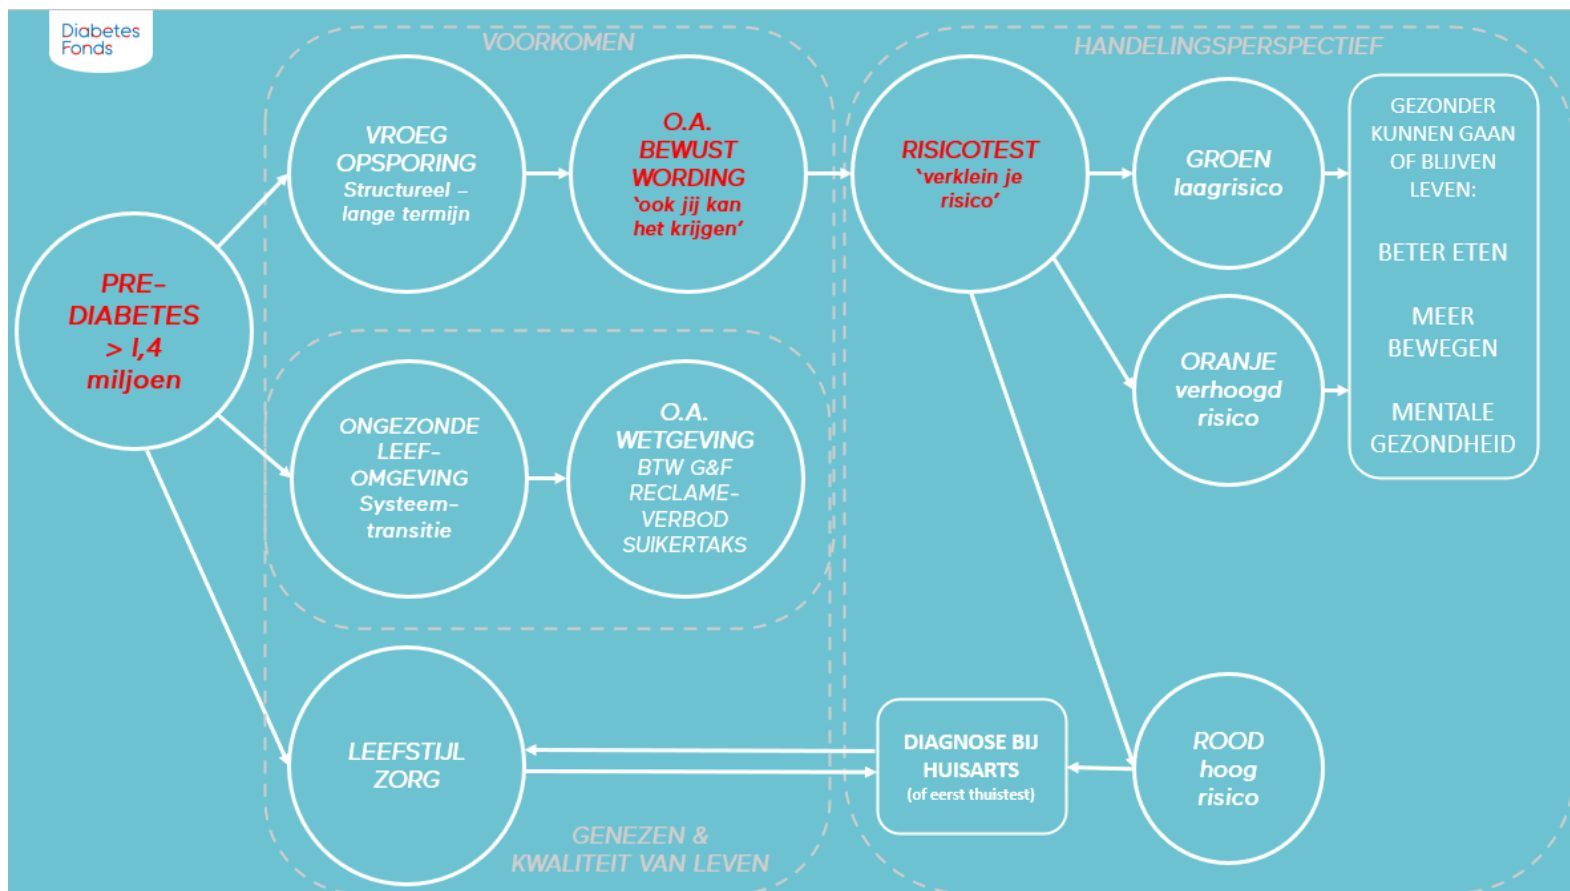 Diabetes
Fonds
VOORKOMEN
HANDELINGSPERSPECTIEF
PRE-
DIABETES
> 1,4
miljoen
VROEG
OPSPORING
Structureel –
lange termijn
O.A.
BEWUST
WORDING
‘ook jij kan
het krijgen’
RISICOTEST
‘verklein je
risico’
GROEN
laagrisico
GEZONDER
KUNNEN GAAN
OF BLIJVEN
LEVEN:
BETER ETEN
MEER
BEWEGEN
MENTALE
GEZONDHEID
ORANJE
verhoogd
risico
ONGEZONDE
LEEF-
OMGEVING
Systeem-
transitie
O.A.
WETGEVING
BTW G&F
RECLAME-
VERBOD
SUIKERTAKS
LEEFSTIJL
ZORG
DIAGNOSE BIJ
HUISARTS
(of eerst thuistest)
ROOD
hoog
risico
GENEZEN &
KWALITEIT VAN LEVEN